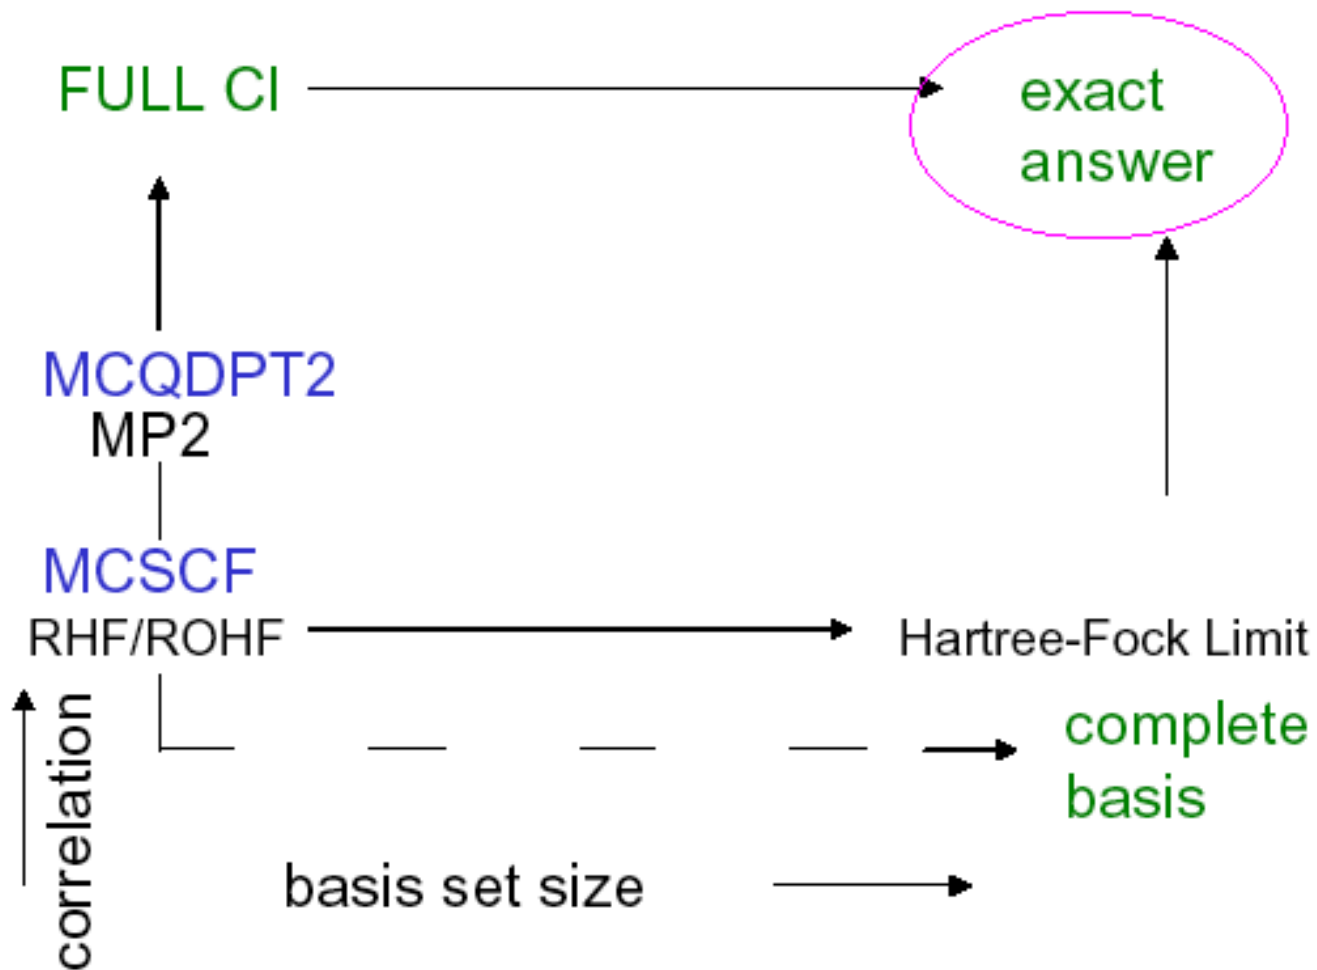 FULL CI
exact
answer
MCQDPT2
MP2
MCSCF
RHF/ROHF
Hartree-Fock Limit
correlation
complete
basis
basis set size